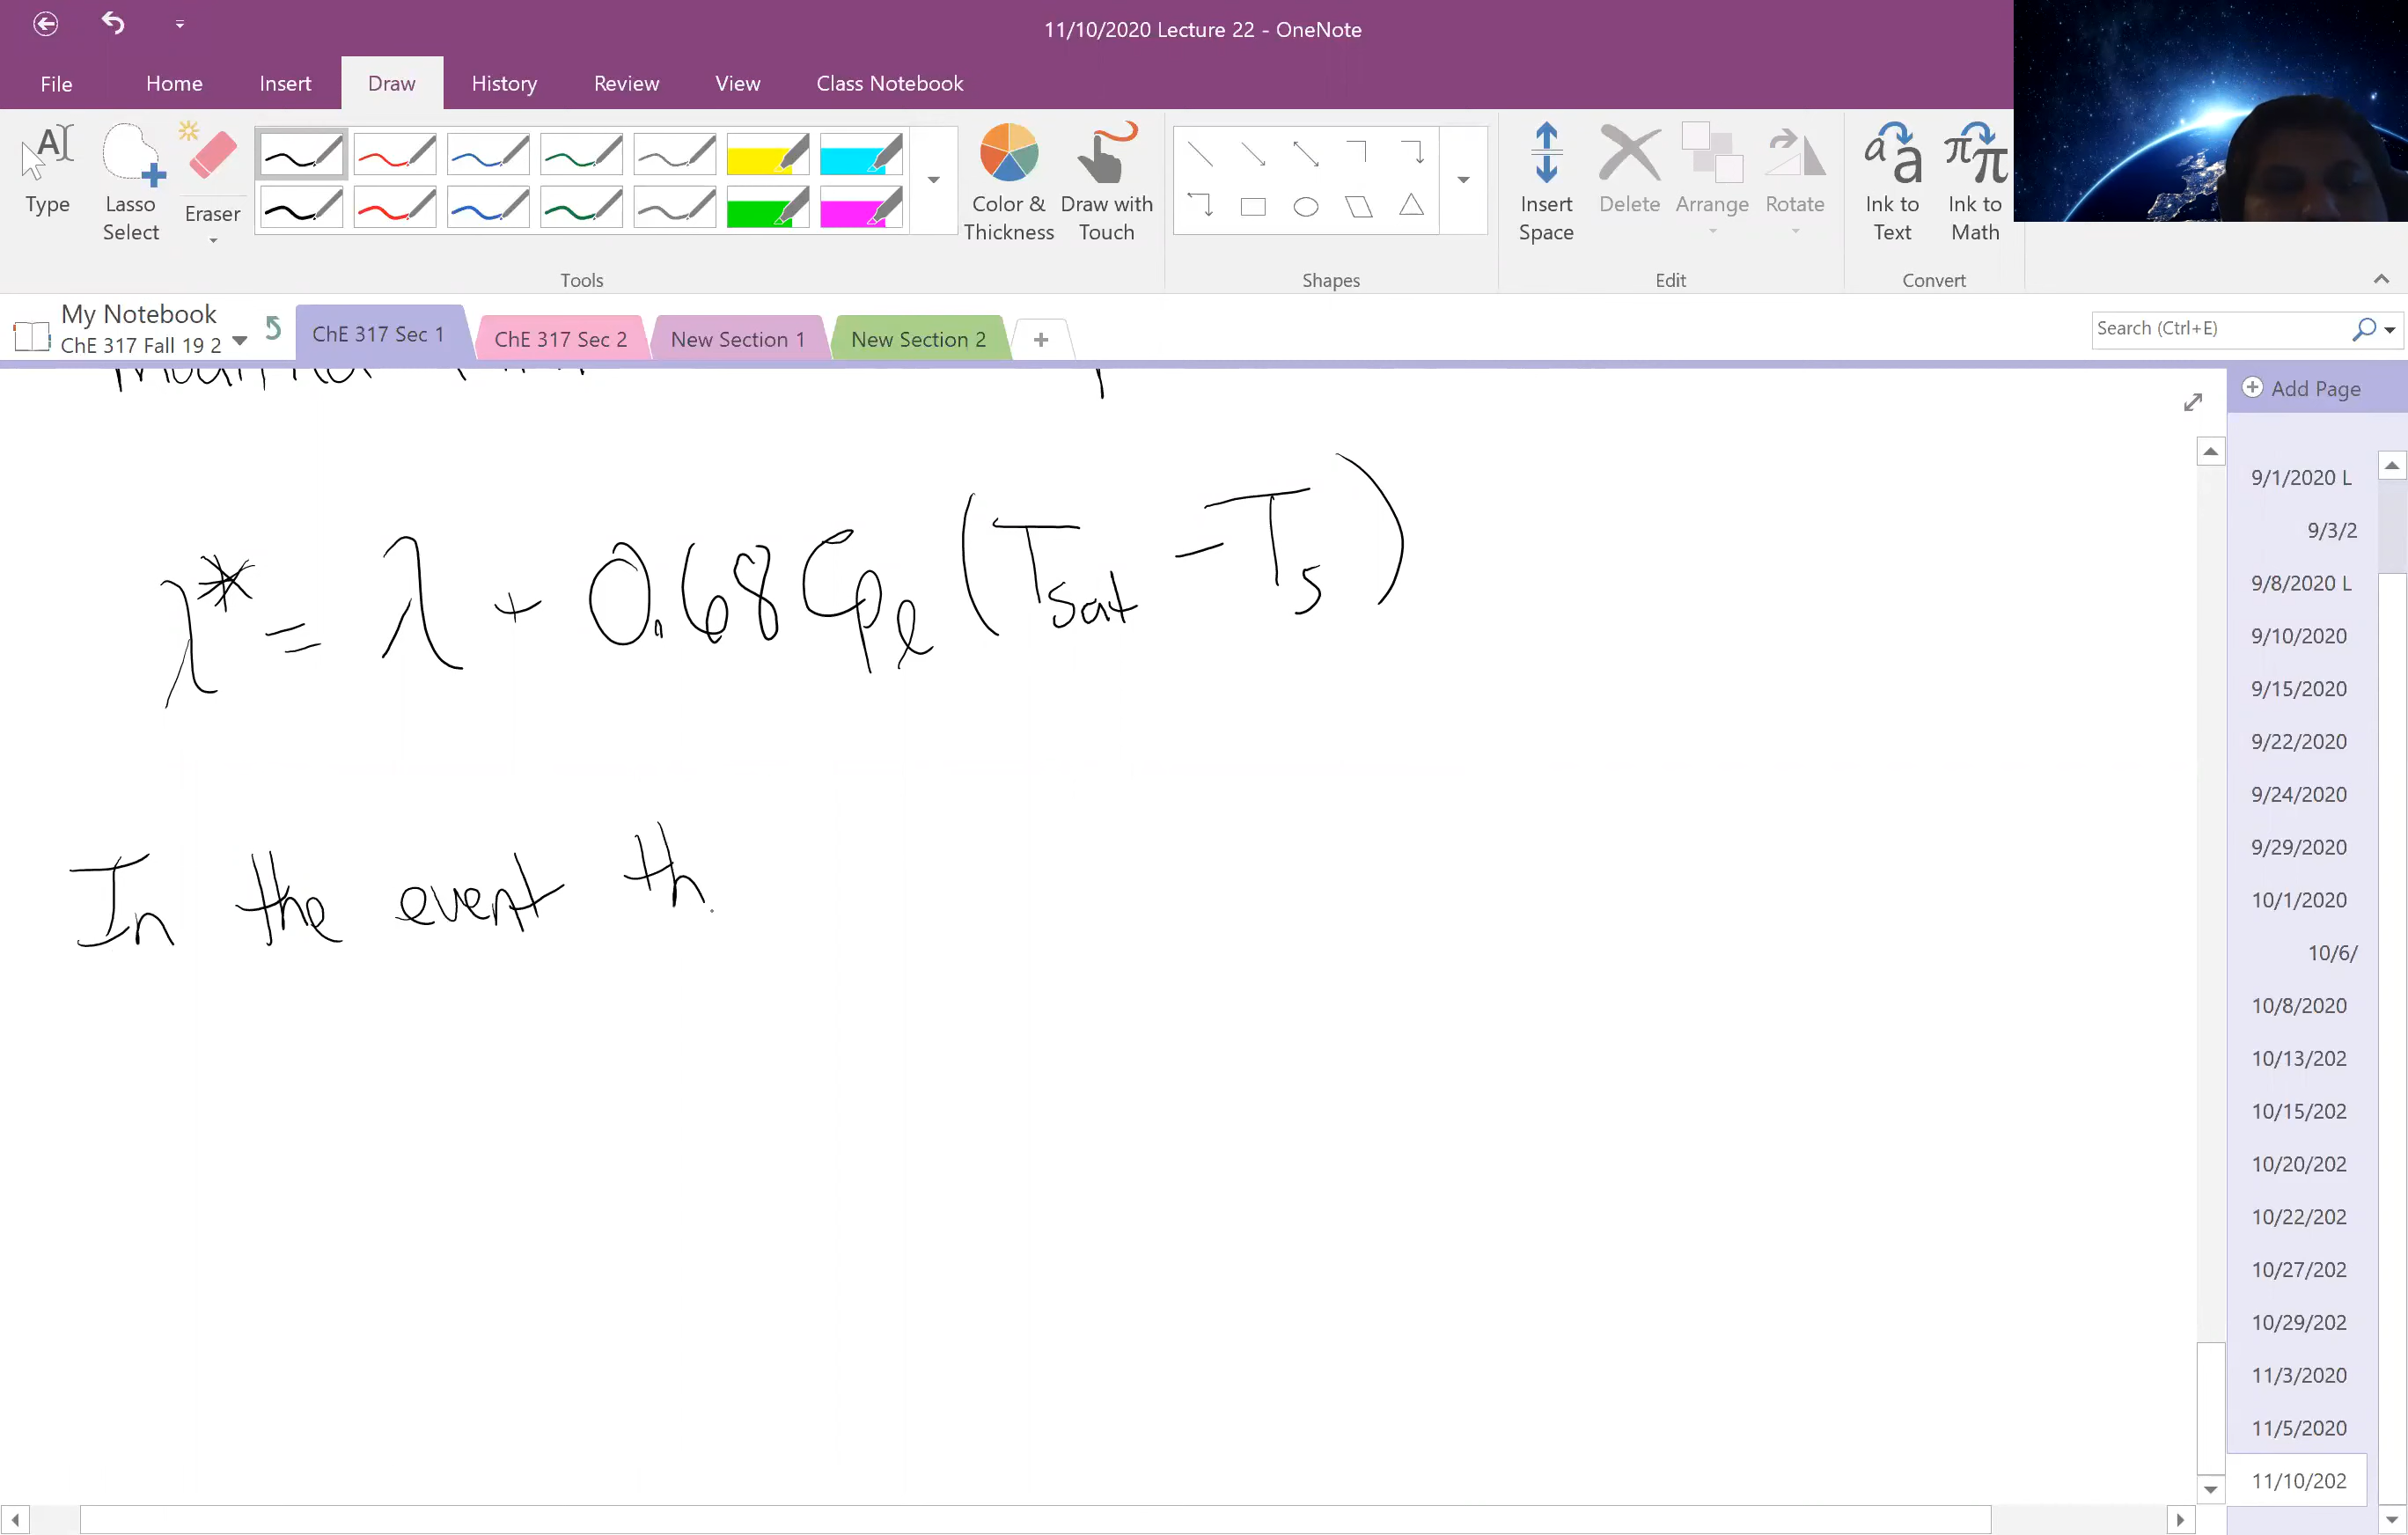 11/10/2020 Lecture 22 - OneNote
File Home Insert Draw History Review View Class Notebook
Type
Lasso Select
Eraser
Color & Thickness
Draw with Touch
Insert Space
Delete
Arrange
Rotate
Ink to Text
Ink to Math
Tools Shapes Edit Convert
My Notebook
ChE 317 Fall 19 2
ChE 317 Sec 1 ChE 317 Sec 2 New Section 1 New Section 2 +
Search (Ctrl+E)
λ* = λ + 0.68 Cpℓ (Tsat - Ts)
In the event th
Add Page
9/1/2020 L
9/3/2
9/8/2020 L
9/10/2020
9/15/2020
9/22/2020
9/24/2020
9/29/2020
10/1/2020
10/6/
10/8/2020
10/13/202
10/15/202
10/20/202
10/22/202
10/27/202
10/29/202
11/3/2020
11/5/2020
11/10/202